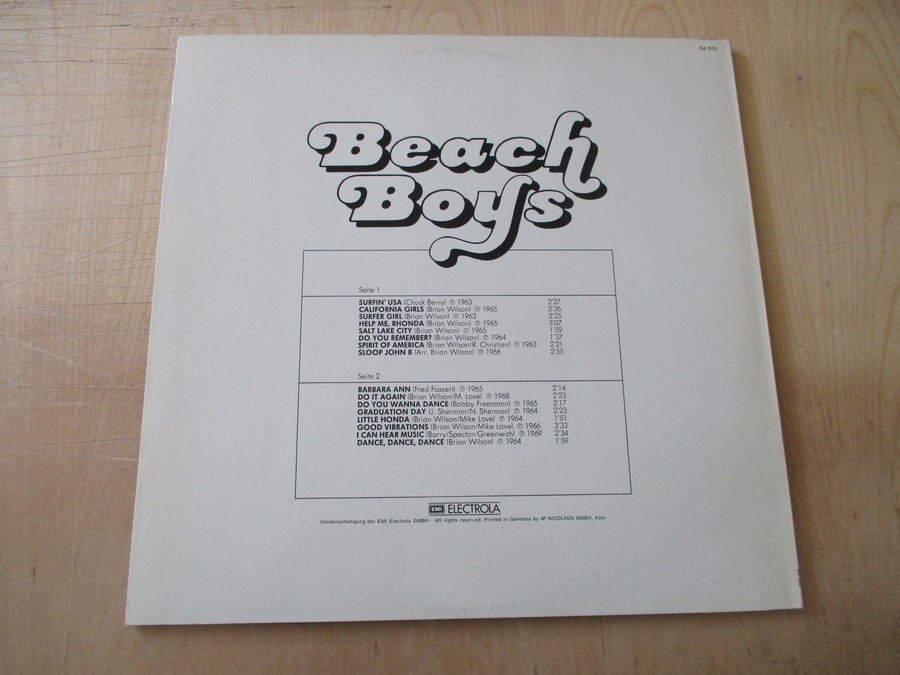 64 505
Beach
Boys
Seite 1
SURFIN' USA (Chuck Berry) ℗ 1963 2'27
CALIFORNIA GIRLS (Brian Wilson) ℗ 1965 2'36
SURFER GIRL (Brian Wilson) ℗ 1963 2'25
HELP ME, RHONDA (Brian Wilson) ℗ 1965 3'07
SALT LAKE CITY (Brian Wilson) ℗ 1965 1'59
DO YOU REMEMBER? (Brian Wilson) ℗ 1964 1'37
SPIRIT OF AMERICA (Brian Wilson/R. Christian) ℗ 1963 2'21
SLOOP JOHN B (Arr. Brian Wilson) ℗ 1966 2'55
Seite 2
BARBARA ANN (Fred Fassert) ℗ 1965 2'14
DO IT AGAIN (Brian Wilson/M. Love) ℗ 1968 2'23
DO YOU WANNA DANCE (Bobby Freemann) ℗ 1965 2'17
GRADUATION DAY (J. Sherman/N. Sherman) ℗ 1964 2'23
LITTLE HONDA (Brian Wilson/Mike Love) ℗ 1964 1'51
GOOD VIBRATIONS (Brian Wilson/Mike Love) ℗ 1966 3'33
I CAN HEAR MUSIC (Barry/Spector/Greenwich) ℗ 1969 2'34
DANCE, DANCE, DANCE (Brian Wilson) ℗ 1964 1'59
EMI ELECTROLA
Sonderanfertigung der EMI Electrola GMBH · All rights reserved. Printed in Germany by 4P NICOLAUS GMBH, Köln